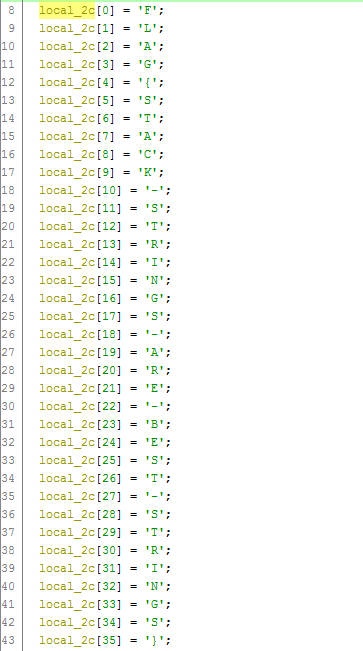 8 local_2c[0] = 'F';
9 local_2c[1] = 'L';
10 local_2c[2] = 'A';
11 local_2c[3] = 'G';
12 local_2c[4] = '{';
13 local_2c[5] = 'S';
14 local_2c[6] = 'T';
15 local_2c[7] = 'A';
16 local_2c[8] = 'C';
17 local_2c[9] = 'K';
18 local_2c[10] = '-';
19 local_2c[11] = 'S';
20 local_2c[12] = 'T';
21 local_2c[13] = 'R';
22 local_2c[14] = 'I';
23 local_2c[15] = 'N';
24 local_2c[16] = 'G';
25 local_2c[17] = 'S';
26 local_2c[18] = '-';
27 local_2c[19] = 'A';
28 local_2c[20] = 'R';
29 local_2c[21] = 'E';
30 local_2c[22] = '-';
31 local_2c[23] = 'B';
32 local_2c[24] = 'E';
33 local_2c[25] = 'S';
34 local_2c[26] = 'T';
35 local_2c[27] = '-';
36 local_2c[28] = 'S';
37 local_2c[29] = 'T';
38 local_2c[30] = 'R';
39 local_2c[31] = 'I';
40 local_2c[32] = 'N';
41 local_2c[33] = 'G';
42 local_2c[34] = 'S';
43 local_2c[35] = '}';